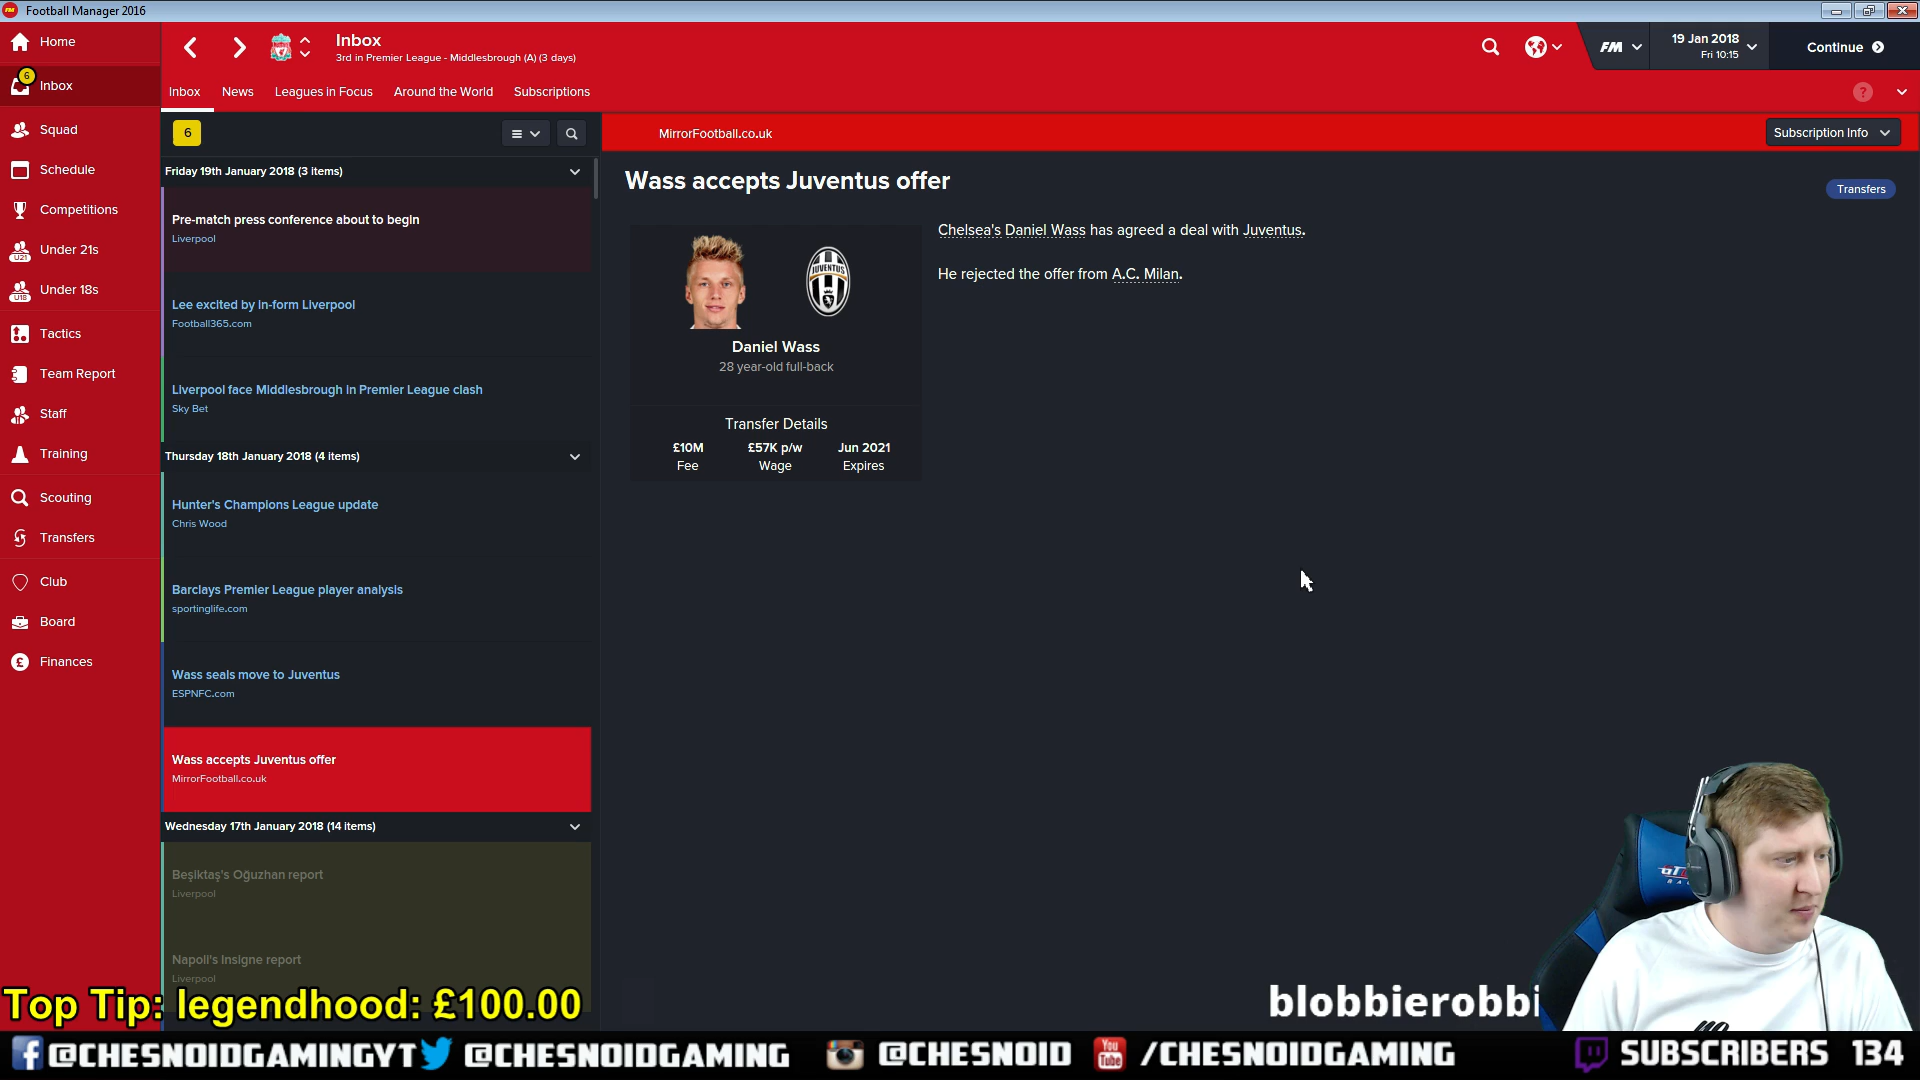 Football Manager 2016
Home
6
Inbox
Squad
Schedule
Competitions
U21
Under 21s
U18
Under 18s
Tactics
Team Report
Staff
Training
Scouting
Transfers
Club
Board
£
Finances
Inbox
3rd in Premier League - Middlesbrough (A) (3 days)
FM
19 Jan 2018
Fri 10:15
Continue
Inbox
News
Leagues in Focus
Around the World
Subscriptions
?
6
Friday 19th January 2018 (3 items)
Pre-match press conference about to begin
Liverpool
Lee excited by in-form Liverpool
Football365.com
Liverpool face Middlesbrough in Premier League clash
Sky Bet
Thursday 18th January 2018 (4 items)
Hunter's Champions League update
Chris Wood
Barclays Premier League player analysis
sportinglife.com
Wass seals move to Juventus
ESPNFC.com
Wass accepts Juventus offer
MirrorFootball.co.uk
Wednesday 17th January 2018 (14 items)
Beşiktaş's Oğuzhan report
Liverpool
Napoli's Insigne report
Liverpool
MirrorFootball.co.uk
Subscription Info
Wass accepts Juventus offer
Transfers
JUVENTUS
Daniel Wass
28 year-old full-back
Transfer Details
£10M
£57K p/w
Jun 2021
Fee
Wage
Expires
Chelsea's Daniel Wass has agreed a deal with Juventus.
He rejected the offer from A.C. Milan.
Top Tip: legendhood: £100.00
blobbierobbi
@CHESNOIDGAMINGYT
@CHESNOIDGAMING
@CHESNOID
You Tube
/CHESNOIDGAMING
SUBSCRIBERS 134